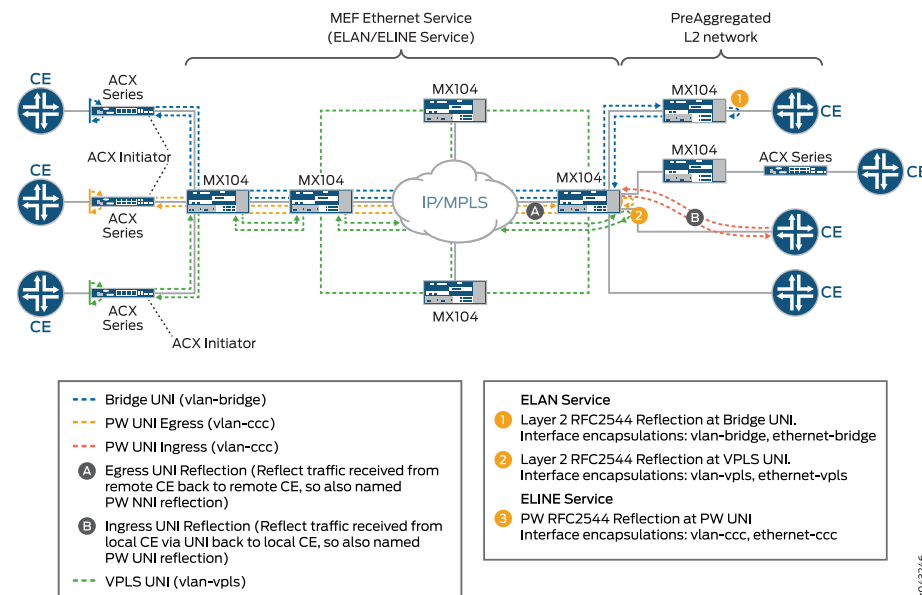 MEF Ethernet Service
(ELAN/ELINE Service)
PreAggregated
L2 network
CE
ACX
Series
MX104
MX104
1
CE
ACX Initiator
MX104
ACX Series
CE
CE
ACX
Series
MX104
MX104
IP/MPLS
MX104
A
2
B
CE
CE
ACX
Series
ACX Initiator
MX104
CE
Bridge UNI (vlan-bridge)
PW UNI Egress (vlan-ccc)
PW UNI Ingress (vlan-ccc)
A Egress UNI Reflection (Reflect traffic received from
remote CE back to remote CE, so also named
PW NNI reflection)
B Ingress UNI Reflection (Reflect traffic received from
local CE via UNI back to local CE, so also named
PW UNI reflection)
VPLS UNI (vlan-vpls)
ELAN Service
1 Layer 2 RFC2544 Reflection at Bridge UNI.
Interface encapsulations: vlan-bridge, ethernet-bridge
2 Layer 2 RFC2544 Reflection at VPLS UNI.
Interface encapsulations: vlan-vpls, ethernet-vpls
ELINE Service
3 PW RFC2544 Reflection at PW UNI
Interface encapsulations: vlan-ccc, ethernet-ccc